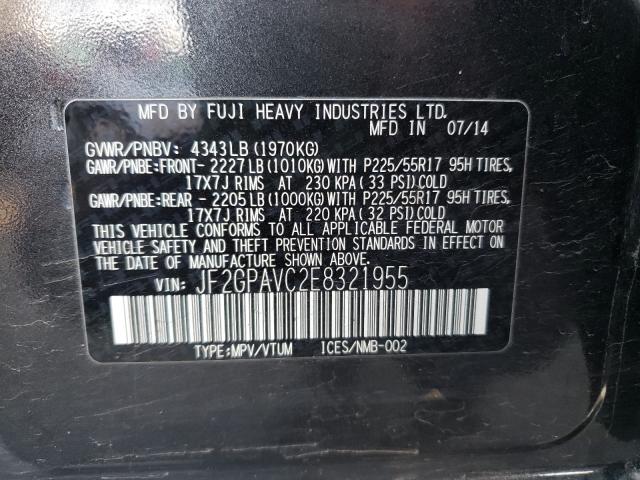 MFD BY FUJI HEAVY INDUSTRIES LTD.
MFD IN 07/14
GVWR/PNBV: 4343LB(1970KG)
GAWR/PNBE:FRONT-2227LB(1010KG)WITH P225/55R17 95H TIRES,
17X7J RIMS AT 230 KPA(33 PSI)COLD
GAWR/PNBE:REAR -2205LB(1000KG)WITH P225/55R17 95H TIRES,
17X7J RIMS AT 220 KPA(32 PSI)COLD
THIS VEHICLE CONFORMS TO ALL APPLICABLE FEDERAL MOTOR
VEHICLE SAFETY AND THEFT PREVENTION STANDARDS IN EFFECT
ON THE DATE OF MANUFACTURE SHOWN ABOVE.
VIN: JF2GPAVC2E8321955
TYPE:MPV/VTUM ICES/NMB-002